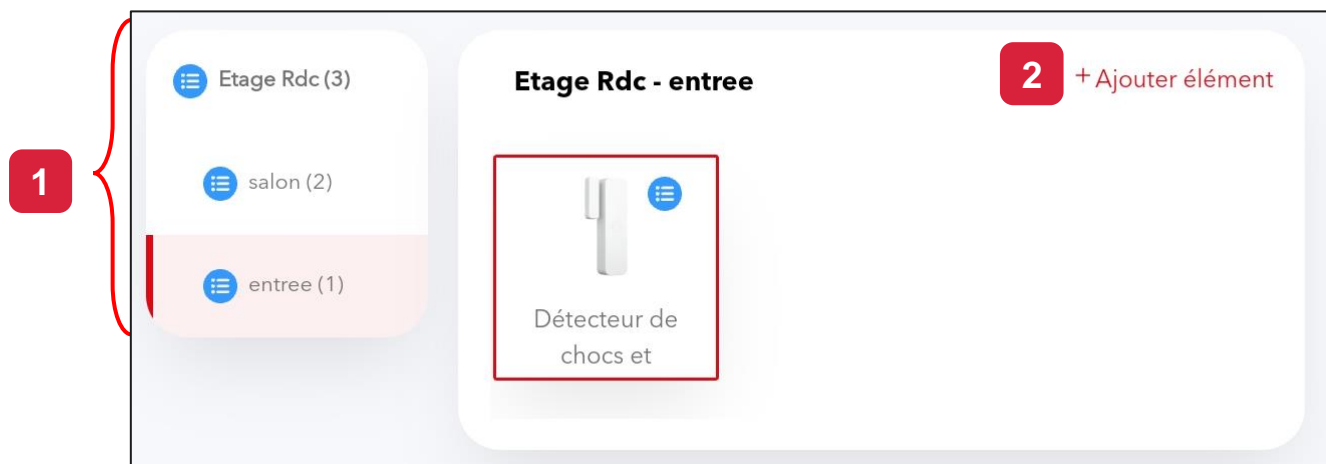 1
Etage Rdc (3)
salon (2)
entree (1)
Etage Rdc - entree
2
+ Ajouter élément
Détecteur de
chocs et